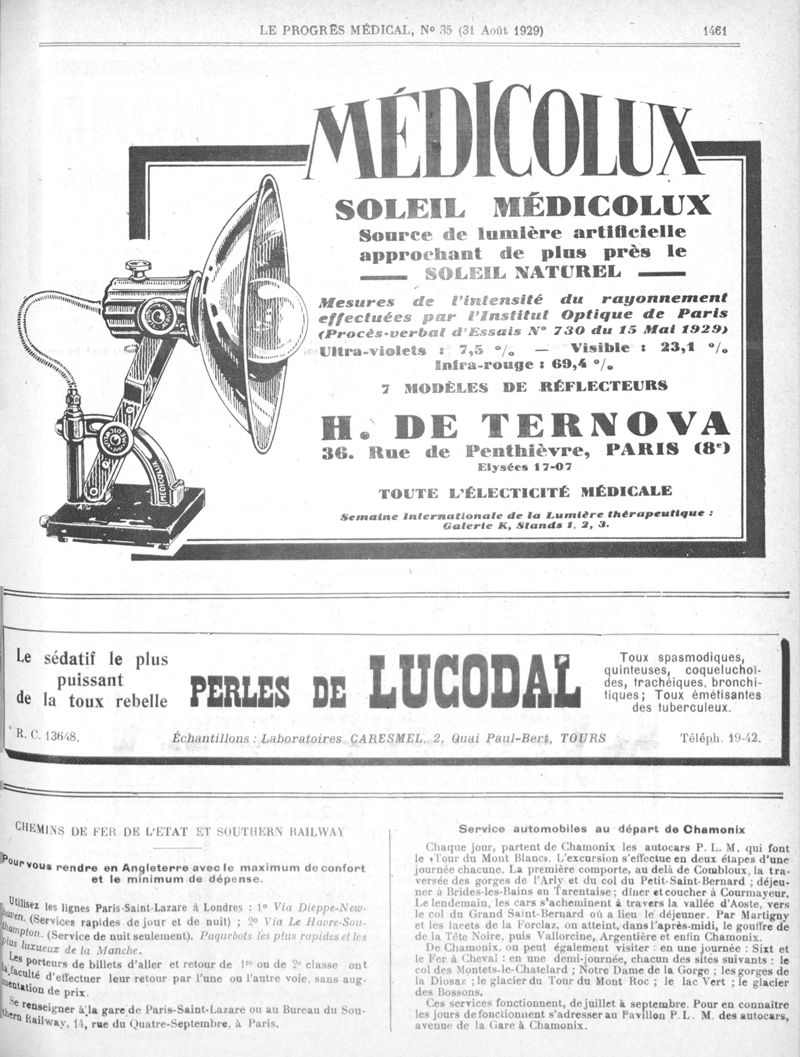 LE PROGRÈS MÉDICAL, No 35 (31 Août 1929)
1461
MÉDICOLUX
SOLEIL MÉDICOLUX
Source de lumière artificielle
approchant de plus près le
SOLEIL NATUREL
Mesures de l'intensité du rayonnement
effectuées par l'Institut Optique de Paris
(Procès-verbal d'Essais N° 730 du 15 Mai 1929)
Ultra-violets : 7,5 % — Visible : 23,1 %
Infra-rouge : 69,4 %
7 MODÈLES DE RÉFLECTEURS
H. DE TERNOVA
36. Rue de Penthièvre, PARIS (8e)
Elysées 17-07
TOUTE L'ÉLECTICITÉ MÉDICALE
Semaine Internationale de la Lumière thérapeutique :
Galerie K, Stands 1, 2, 3.
MEDICOLUX
Le sédatif le plus
puissant
de la toux rebelle
PERLES DE LUCODAL
Toux spasmodiques,
quinteuses, coqueluchoï-
des, trachéiques, bronchi-
tiques ; Toux émétisantes
des tuberculeux.
R. C. 13648.
Échantillons : Laboratoires CARESMEL, 2, Quai Paul-Bert, TOURS
Téléph. 19-42.
CHEMINS DE FER DE L'ETAT ET SOUTHERN RAILWAY
Pour vous rendre en Angleterre avec le maximum de confort
et le minimum de dépense.
Utilisez les lignes Paris-Saint-Lazare à Londres : 1o Via Dieppe-New-
haven. (Services rapides de jour et de nuit) ; 2o Via Le Havre-Sou-
thampton. (Service de nuit seulement). Paquebots les plus rapides et les
plus luxueux de la Manche.
Les porteurs de billets d'aller et retour de 1re ou de 2e classe ont
la faculté d'effectuer leur retour par l'une ou l'autre voie, sans aug-
mentation de prix.
Se renseigner à la gare de Paris-Saint-Lazare ou au Bureau du Sou-
thern Railway, 14, rue du Quatre-Septembre, à Paris.
Service automobiles au départ de Chamonix
Chaque jour, partent de Chamonix les autocars P. L. M. qui font
le «Tour du Mont Blanc». L'excursion s'effectue en deux étapes d'une
journée chacune. La première comporte, au delà de Combloux, la tra-
versée des gorges de l'Arly et du col du Petit-Saint-Bernard ; déjeu-
ner à Brides-les-Bains en Tarentaise ; dîner et coucher à Courmayeur.
Le lendemain, les cars s'acheminent à travers la vallée d'Aoste, vers
le col du Grand Saint-Bernard où a lieu le déjeuner. Par Martigny
et les lacets de la Forclaz, on atteint, dans l'après-midi, le gouffre de
de la Tête Noire, puis Vallorcine, Argentière et enfin Chamonix.
De Chamonix, on peut également visiter : en une journée : Sixt et
le Fer à Cheval : en une demi-journée, chacun des sites suivants : le
col des Montets-le-Chatelard ; Notre Dame de la Gorge ; les gorges de
la Diosaz ; le glacier du Tour du Mont Roc ; le lac Vert ; le glacier
des Bossons.
Ces services fonctionnent, de juillet à septembre. Pour en connaître
les jours de fonctionnent s'adresser au Pavillon P. L. M. des autocars,
avenue de la Gare à Chamonix.